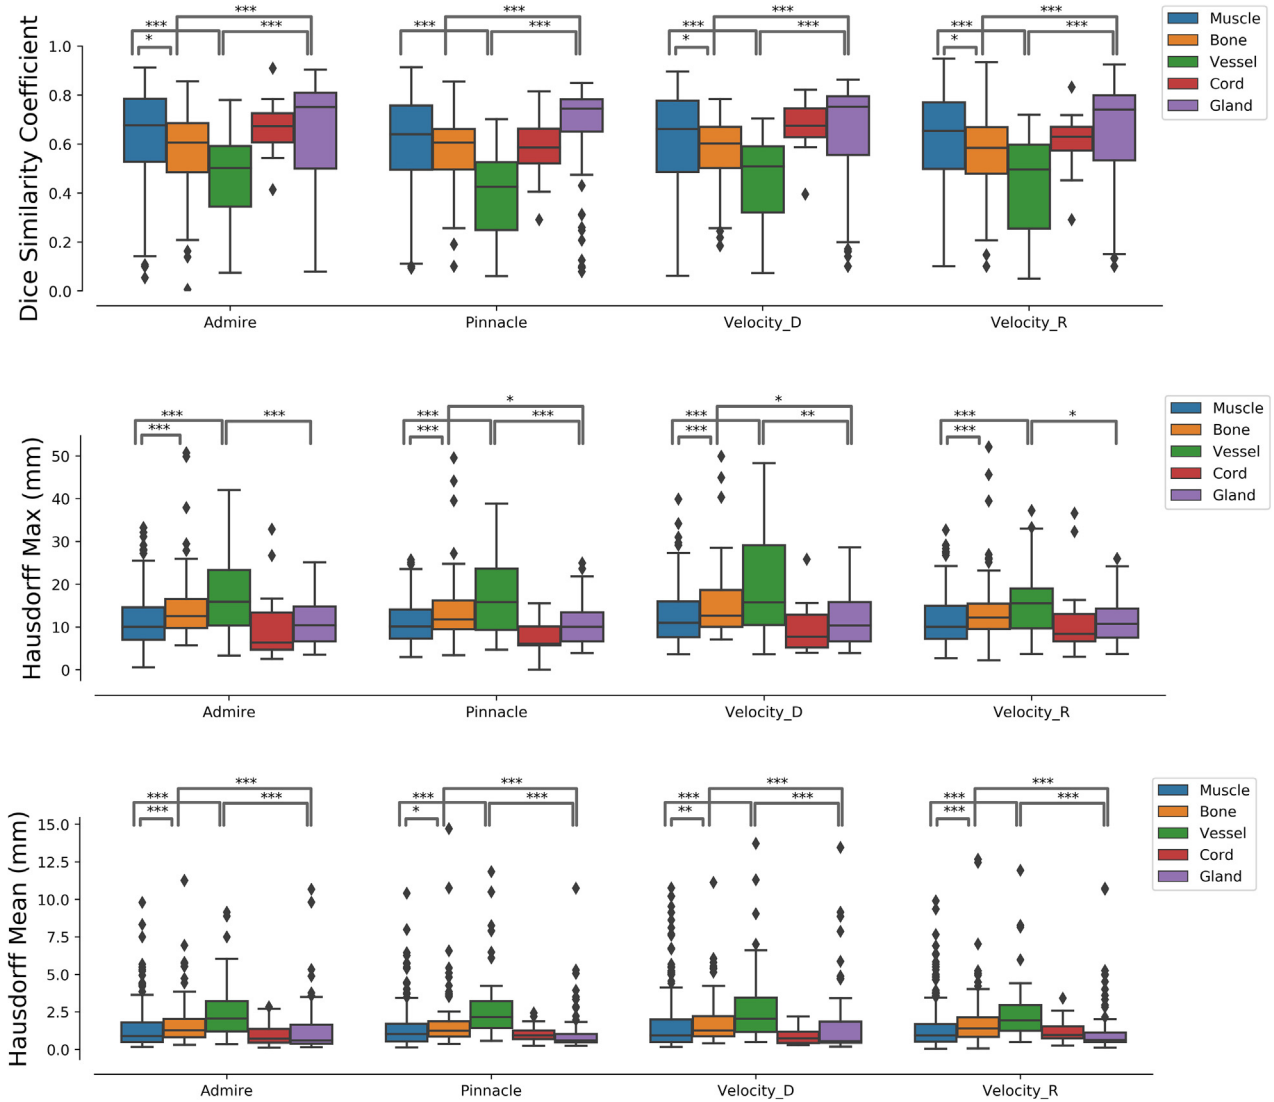 *** *** *** ***
*** *** *** *** *** *** *** ***
* * *
Muscle
Bone
Vessel
Cord
Gland
Dice Similarity Coefficient
1.0
0.8
0.6
0.4
0.2
0.0
Admire Pinnacle Velocity_D Velocity_R
* *
*** *** *** *** *** ** *** *
*** *** *** ***
Muscle
Bone
Vessel
Cord
Gland
Hausdorff Max (mm)
50
40
30
20
10
0
Admire Pinnacle Velocity_D Velocity_R
*** *** *** ***
*** *** *** *** *** *** *** ***
*** * ** ***
Muscle
Bone
Vessel
Cord
Gland
Hausdorff Mean (mm)
15.0
12.5
10.0
7.5
5.0
2.5
0.0
Admire Pinnacle Velocity_D Velocity_R